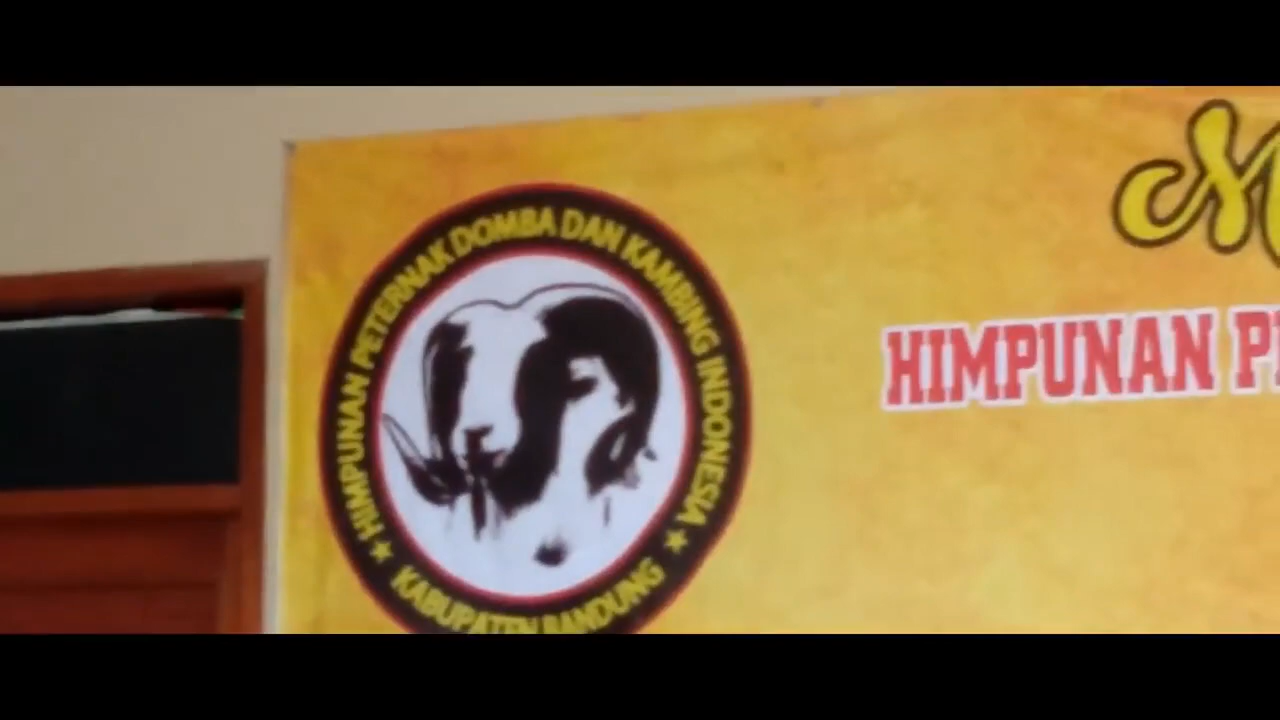 HIMPUNAN PETERNAK DOMBA DAN KAMBING INDONESIA
KABUPATEN BANDUNG
HIMPUNAN